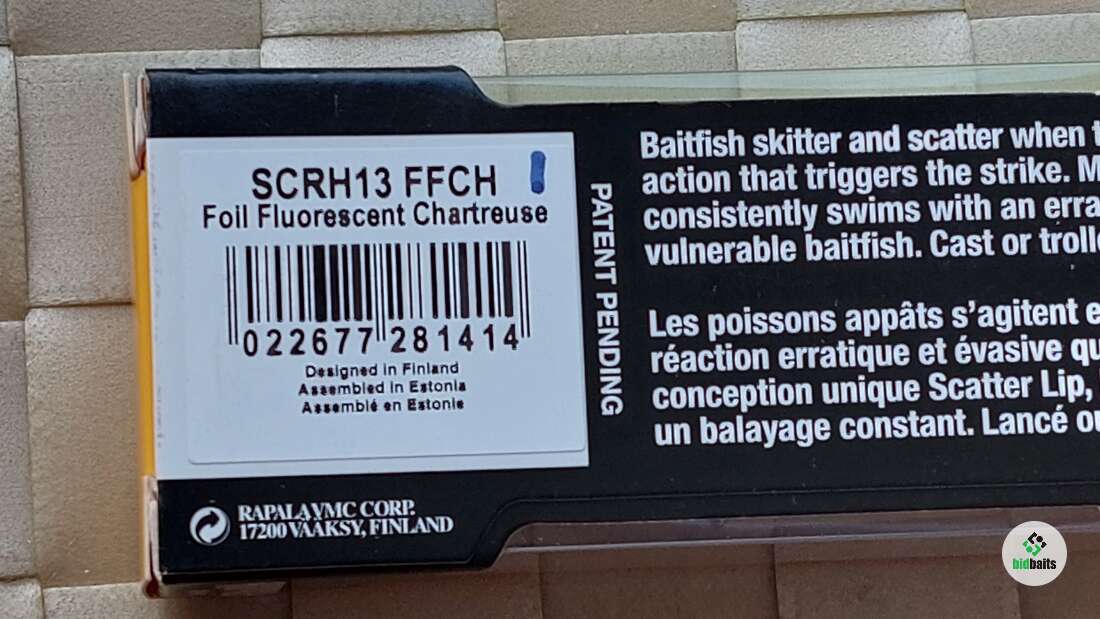 SCRH13 FFCH
Foil Fluorescent Chartreuse
022677 281414
Designed in Finland
Assembled in Estonia
Assemblé en Estonie
RAPALA VMC CORP.
17200 VÄÄKSY, FINLAND
PATENT PENDING
Baitfish skitter and scatter when
action that triggers the strike.
consistently swims with an
vulnerable baitfish. Cast or
Les poissons appâts s’agitent
réaction erratique et évasive
conception unique Scatter Lip,
un balayage constant. Lancé
bidbaits